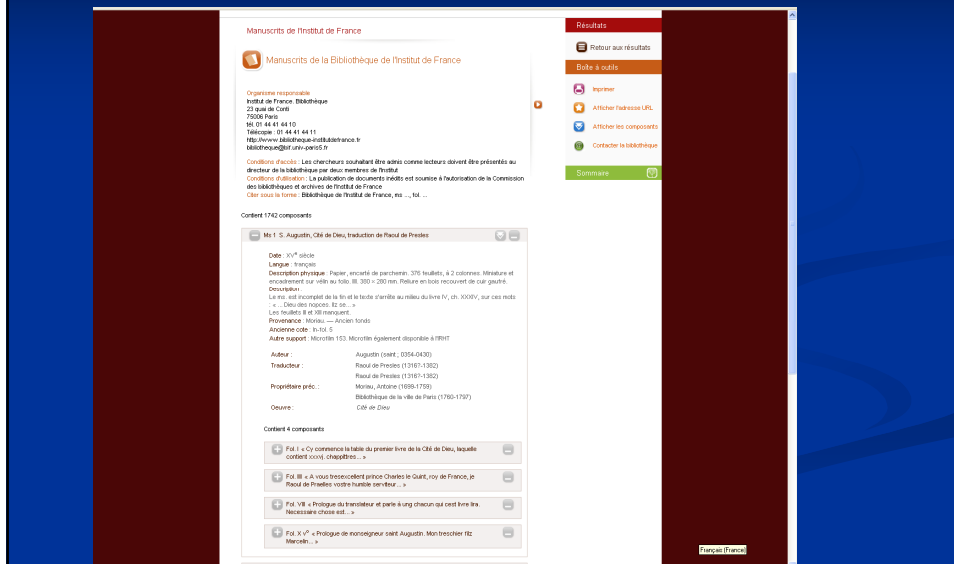 Manuscrits de l'Institut de France
Manuscrits de la Bibliothèque de l'Institut de France
Organisme responsable
Institut de France. Bibliothèque
23 quai de Conti
75006 Paris
tél. 01 44 41 44 10
Télécopie : 01 44 41 44 11
http://www.bibliotheque-institutdefrance.fr
bibliotheque@bif.univ-paris5.fr
Conditions d'accès : Les chercheurs souhaitant être admis comme lecteurs doivent être présentés au
directeur de la bibliothèque par deux membres de l'Institut
Conditions d'utilisation : La publication de documents inédits est soumise à l'autorisation de la Commission
des bibliothèques et archives de l'Institut de France
Citer sous la forme : Bibliothèque de l'Institut de France, ms ..., fol. ...
Contient 1742 composants
Ms 1 S. Augustin, Cité de Dieu, traduction de Raoul de Presles
Date : XVe siècle
Langue : français
Description physique : Papier, encarté de parchemin. 376 feuillets, à 2 colonnes. Miniature et
encadrement sur vélin au folio. III. 380 × 280 mm. Reliure en bois recouvert de cuir gaufré.
Description :
Le ms. est incomplet de la fin et le texte s'arrête au milieu du livre IV, ch. XXXIV, sur ces mots
: « ... Dieu des nopces. Ilz se... »
Les feuillets II et XIII manquent.
Provenance : Moriau. — Ancien fonds
Ancienne cote : In-fol. 5
Autre support : Microfilm 153. Microfilm également disponible à l'IRHT
Auteur : Augustin (saint ; 0354-0430)
Traducteur : Raoul de Presles (1316?-1382)
Raoul de Presles (1316?-1382)
Propriétaire préc. : Moriau, Antoine (1699-1759)
Bibliothèque de la ville de Paris (1760-1797)
Oeuvre : Cité de Dieu
Contient 4 composants
Fol. I « Cy commence la table du premier livre de la Cité de Dieu, laquelle
contient xxxvj. chappittres... »
Fol. III « A vous tresexcellent prince Charles le Quint, roy de France, je
Raoul de Praelles vostre humble serviteur... »
Fol. VIII « Prologue du translateur et parle à ung chacun qui cest livre lira.
Necessaire chose est... »
Fol. X vo « Prologue de monseigneur saint Augustin. Mon treschier filz
Marcelin... »
Résultats
Retour aux résultats
Boîte à outils
Imprimer
Afficher l'adresse URL
Afficher les composants
Contacter la bibliothèque
Sommaire
Français (France)